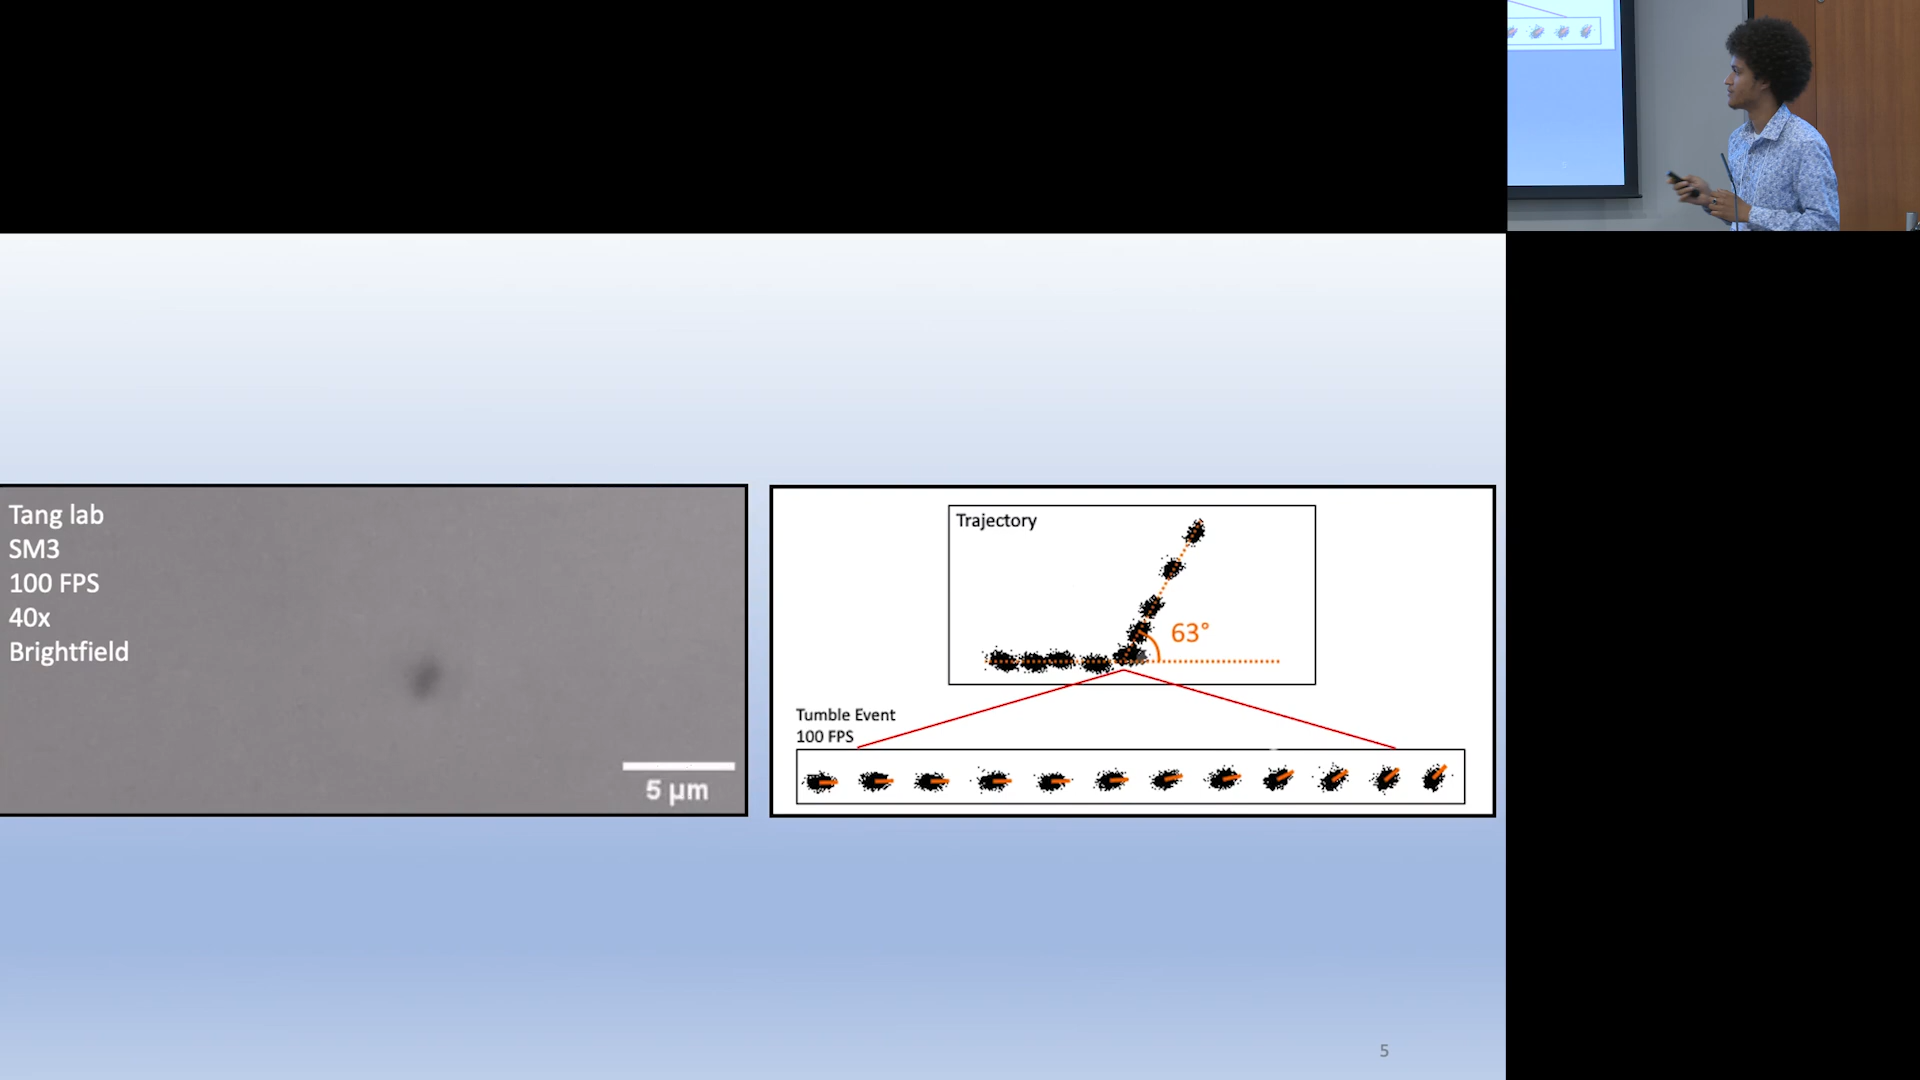 Tang lab
SM3
100 FPS
40x
Brightfield
5 µm
Trajectory
63°
Tumble Event
100 FPS
5